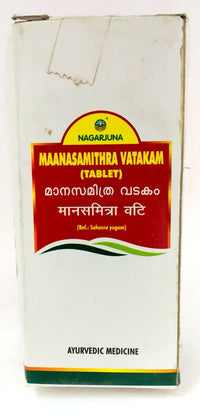 NAGARJUNA
MAANASAMITHRA VATAKAM
(TABLET)
മാനസമിത്ര വടകം
मानसमित्रा वटि
(Ref.: Sahasra yogam)
AYURVEDIC MEDICINE